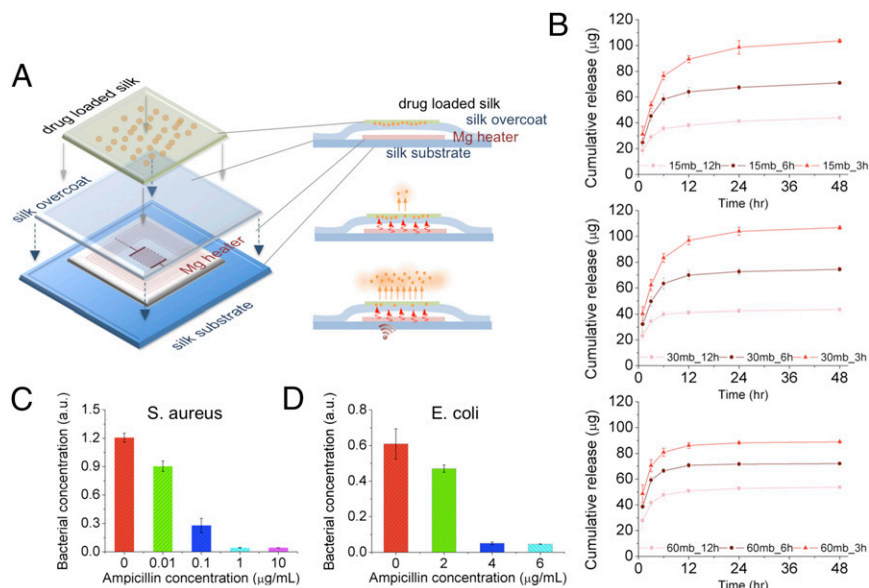 A
drug loaded silk
silk overcoat
Mg heater
silk substrate
drug loaded silk
silk overcoat
Mg heater
silk substrate
B
Cumulative release (μg)
120
100
80
60
40
20
0
15mb_12h 15mb_6h 15mb_3h
0 12 24 36 48
Time (hr)
Cumulative release (μg)
120
100
80
60
40
20
0
30mb_12h 30mb_6h 30mb_3h
0 12 24 36 48
Time (hr)
Cumulative release (μg)
120
100
80
60
40
20
0
60mb_12h 60mb_6h 60mb_3h
0 12 24 36 48
Time (hr)
C
S. aureus
Bacterial concentration (a.u.)
1.5
1.2
0.9
0.6
0.3
0.0
0 0.01 0.1 1 10
Ampicillin concentration (μg/mL)
D
E. coli
Bacterial concentration (a.u.)
0.8
0.6
0.4
0.2
0.0
0 2 4 6
Ampicillin concentration (μg/mL)